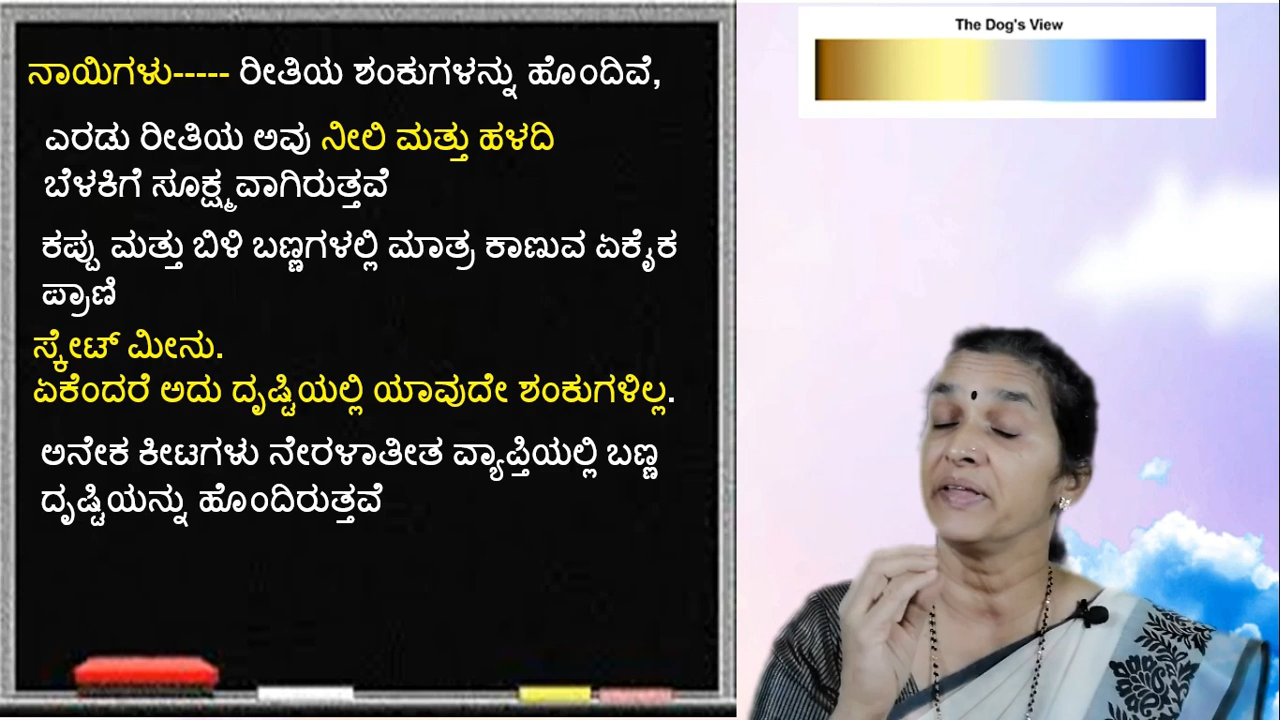 ನಾಯಿಗಳು----- ರೀತಿಯ ಶಂಕುಗಳನ್ನು ಹೊಂದಿವೆ,
ಎರಡು ರೀತಿಯ ಅವು ನೀಲಿ ಮತ್ತು ಹಳದಿ
ಬೆಳಕಿಗೆ ಸೂಕ್ಷ್ಮವಾಗಿರುತ್ತವೆ
ಕಪ್ಪು ಮತ್ತು ಬಿಳಿ ಬಣ್ಣಗಳಲ್ಲಿ ಮಾತ್ರ ಕಾಣುವ ಏಕೈಕ
ಪ್ರಾಣಿ
ಸ್ಕೇಟ್ ಮೀನು.
ಏಕೆಂದರೆ ಅದು ದೃಷ್ಟಿಯಲ್ಲಿ ಯಾವುದೇ ಶಂಕುಗಳಿಲ್ಲ.
ಅನೇಕ ಕೀಟಗಳು ನೇರಳಾತೀತ ವ್ಯಾಪ್ತಿಯಲ್ಲಿ ಬಣ್ಣ
ದೃಷ್ಟಿಯನ್ನು ಹೊಂದಿರುತ್ತವೆ
The Dog's View